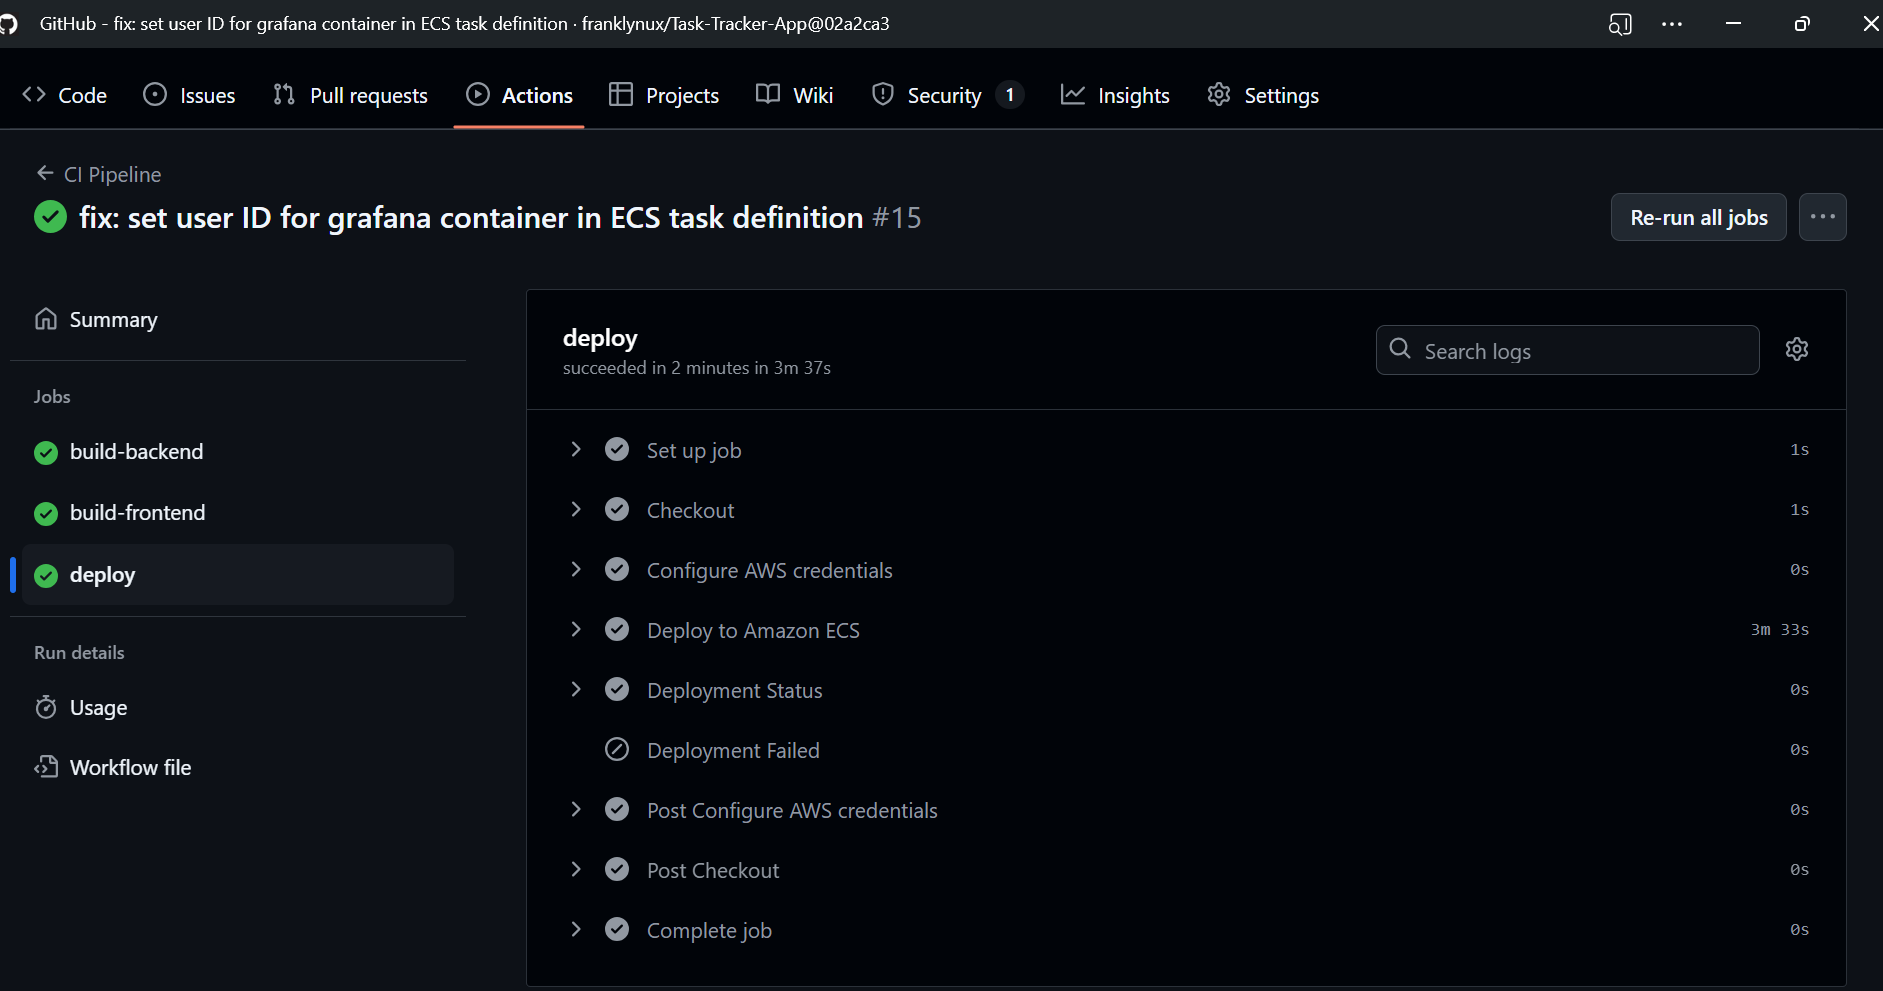 GitHub - fix: set user ID for grafana container in ECS task definition · franklynux/Task-Tracker-App@02a2ca3
Code Issues Pull requests Actions Projects Wiki Security 1 Insights Settings
CI Pipeline
fix: set user ID for grafana container in ECS task definition #15
Re-run all jobs
Summary
Jobs
build-backend
build-frontend
deploy
Run details
Usage
Workflow file
deploy
succeeded in 2 minutes in 3m 37s
Search logs
Set up job 1s
Checkout 1s
Configure AWS credentials 0s
Deploy to Amazon ECS 3m 33s
Deployment Status 0s
Deployment Failed 0s
Post Configure AWS credentials 0s
Post Checkout 0s
Complete job 0s